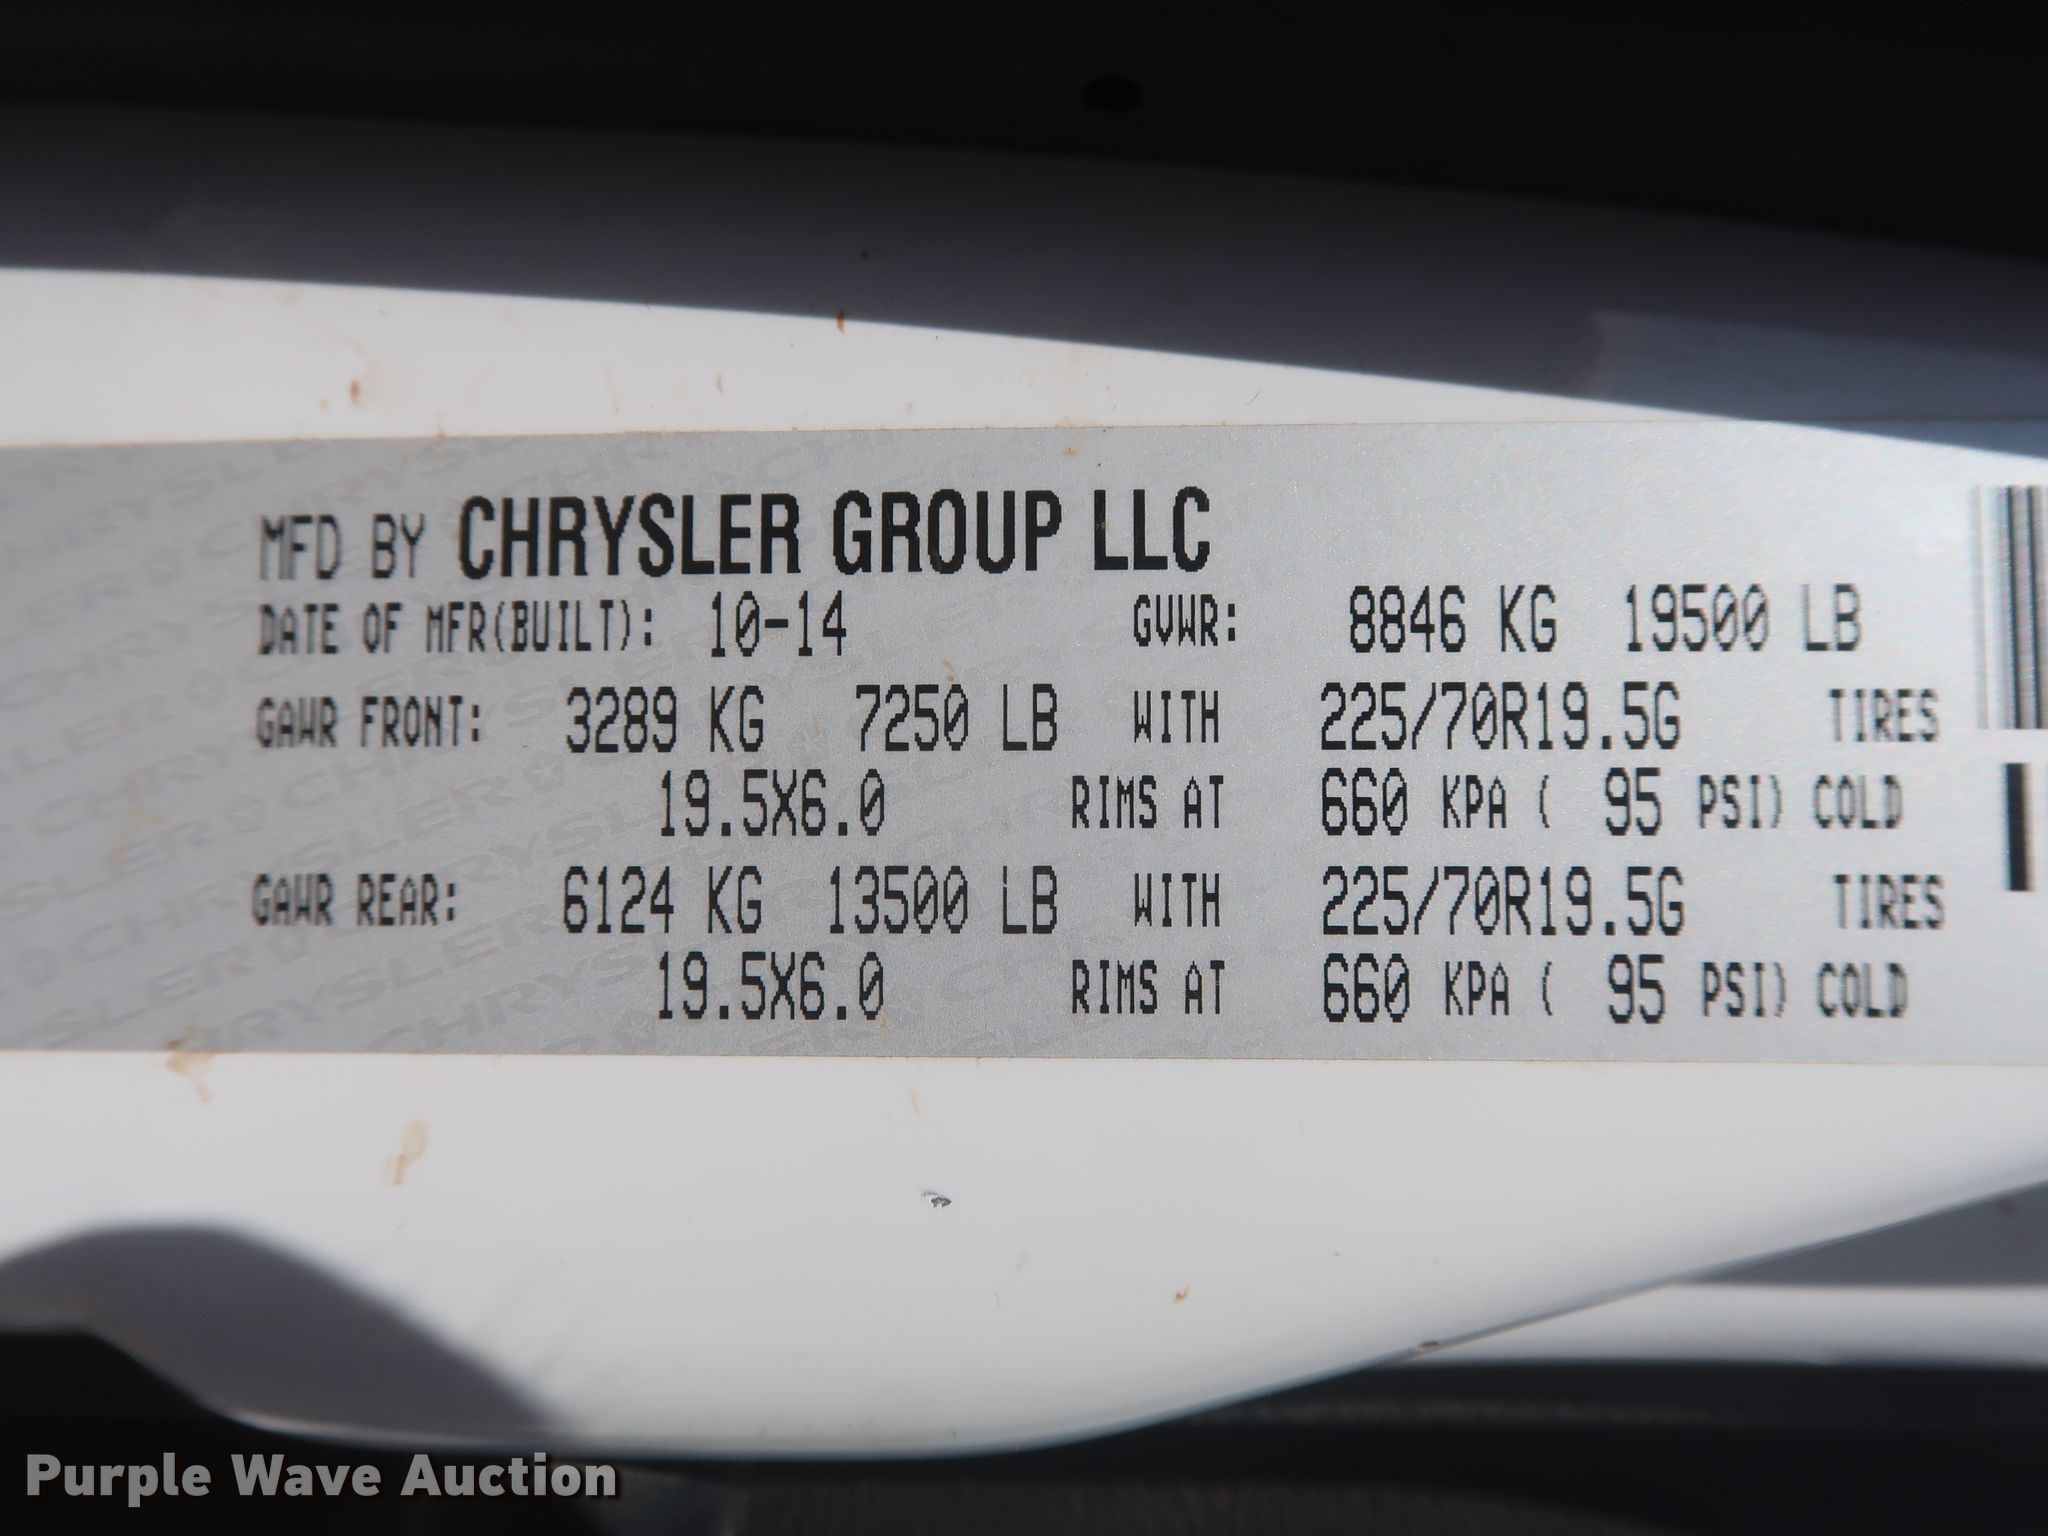 MFD BY CHRYSLER GROUP LLC
DATE OF MFR(BUILT): 10-14 GVWR: 8846 KG 19500 LB
GAWR FRONT: 3289 KG 7250 LB WITH 225/70R19.5G TIRES
19.5X6.0 RIMS AT 660 KPA ( 95 PSI) COLD
GAWR REAR: 6124 KG 13500 LB WITH 225/70R19.5G TIRES
19.5X6.0 RIMS AT 660 KPA ( 95 PSI) COLD
Purple Wave Auction